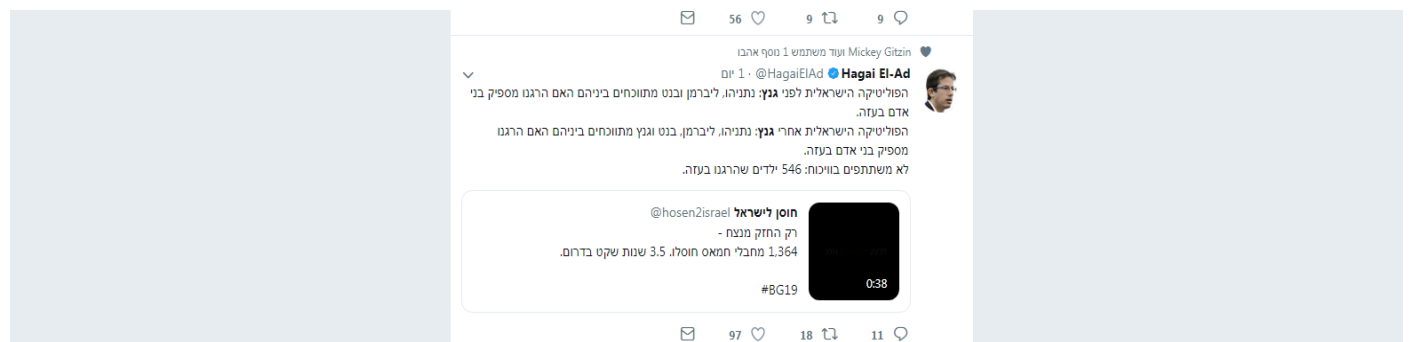 9 9 56
Mickey Gitzin ועוד משתמש 1 נוסף אהבו
Hagai El-Ad @HagaiElAd · 1 יום
הפוליטיקה הישראלית לפני גנץ: נתניהו, ליברמן ובנט מתווכחים ביניהם האם הרגנו מספיק בני
אדם בעזה.
הפוליטיקה הישראלית אחרי גנץ: נתניהו, ליברמן, בנט וגנץ מתווכחים ביניהם האם הרגנו
מספיק בני אדם בעזה.
לא משתתפים בוויכוח: 546 ילדים שהרגנו בעזה.
חוסן לישראל @hosen2israel
רק החזק מנצח -
1,364 מחבלי חמאס חוסלו. 3.5 שנות שקט בדרום.
#BG19
0:38
11 18 97